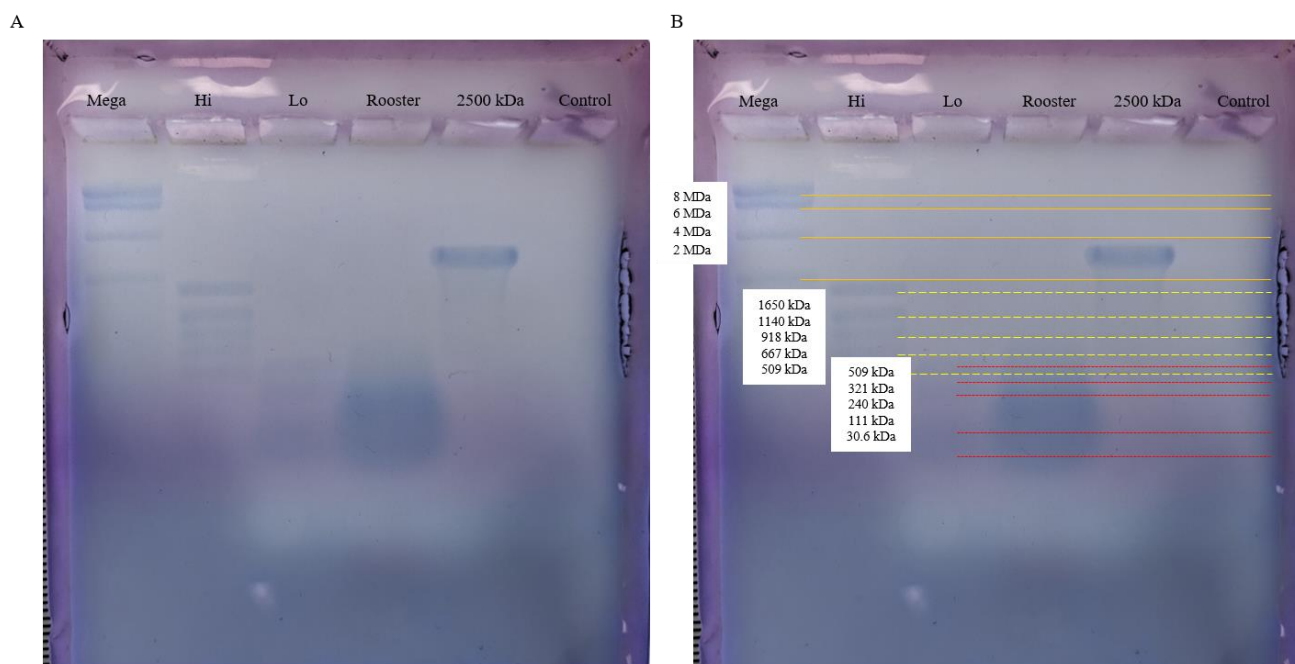 A
B
Mega Hi Lo Rooster 2500 kDa Control
Mega Hi Lo Rooster 2500 kDa Control
8 MDa
6 MDa
4 MDa
2 MDa
1650 kDa
1140 kDa
918 kDa
667 kDa
509 kDa
509 kDa
321 kDa
240 kDa
111 kDa
30.6 kDa